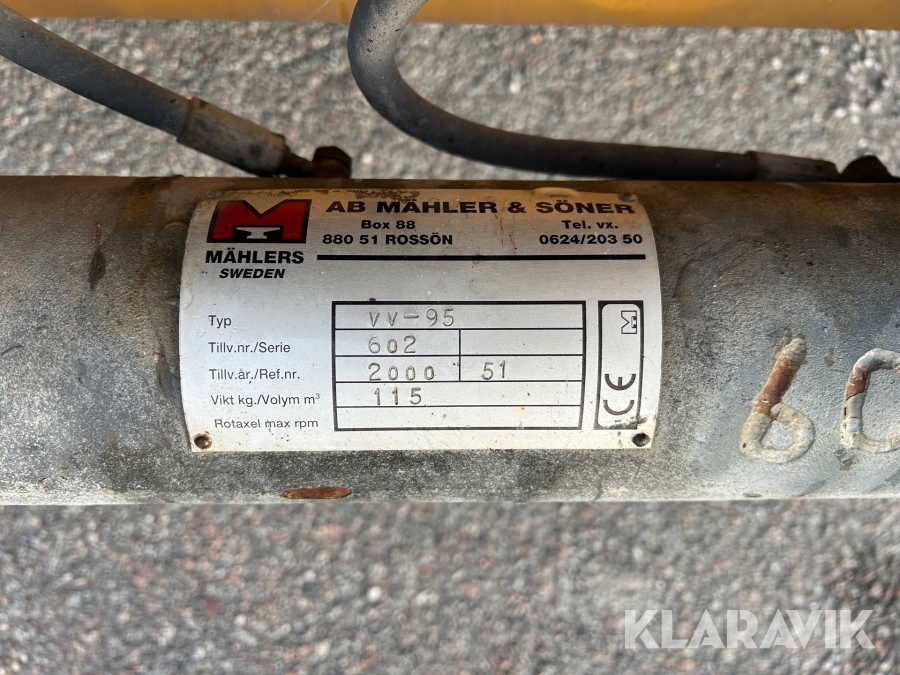 AB MÄHLER & SÖNER
Box 88 Tel. vx.
880 51 ROSSÖN 0624/203 50
M
MÄHLERS
SWEDEN
Typ VV-95
Tillv.nr./Serie 602
Tillv.år./Ref.nr. 2000 51
Vikt kg./Volym m³ 115
Rotaxel max rpm
M
CE
60
KLARAVIK